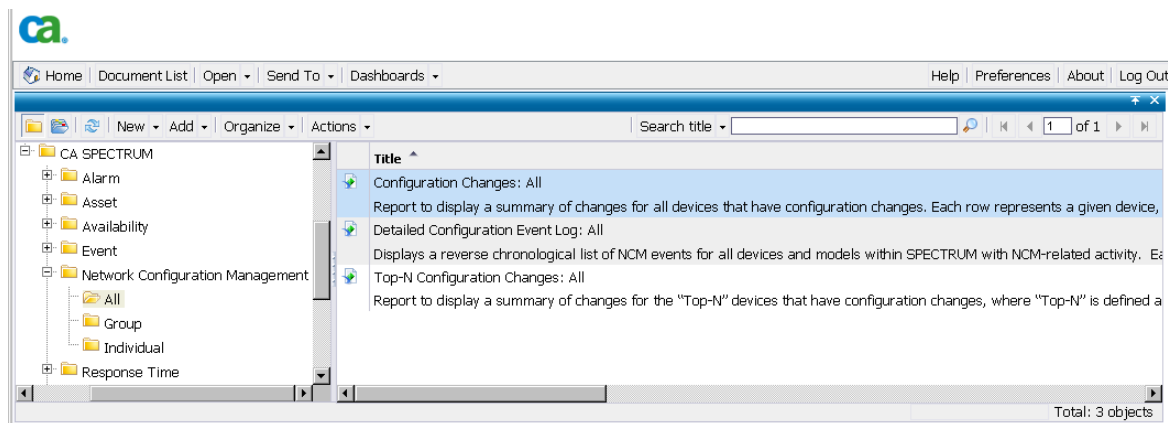 ca.
Home Document List Open Send To Dashboards Help Preferences About Log Out
New Add Organize Actions Search title 1 of 1
CA SPECTRUM
Alarm
Asset
Availability
Event
Network Configuration Management
All
Group
Individual
Response Time
Title
Configuration Changes: All
Report to display a summary of changes for all devices that have configuration changes. Each row represents a given device,
Detailed Configuration Event Log: All
Displays a reverse chronological list of NCM events for all devices and models within SPECTRUM with NCM-related activity. Ea
Top-N Configuration Changes: All
Report to display a summary of changes for the "Top-N" devices that have configuration changes, where "Top-N" is defined a
Total: 3 objects